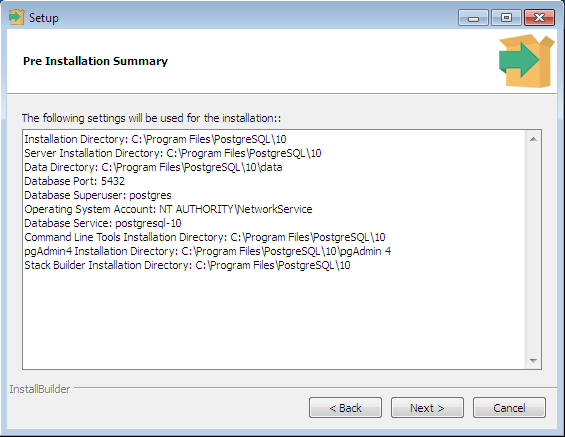 Setup
Pre Installation Summary
The following settings will be used for the installation::
Installation Directory: C:\Program Files\PostgreSQL\10
Server Installation Directory: C:\Program Files\PostgreSQL\10
Data Directory: C:\Program Files\PostgreSQL\10\data
Database Port: 5432
Database Superuser: postgres
Operating System Account: NT AUTHORITY\NetworkService
Database Service: postgresql-10
Command Line Tools Installation Directory: C:\Program Files\PostgreSQL\10
pgAdmin4 Installation Directory: C:\Program Files\PostgreSQL\10\pgAdmin 4
Stack Builder Installation Directory: C:\Program Files\PostgreSQL\10
InstallBuilder
< Back Next > Cancel